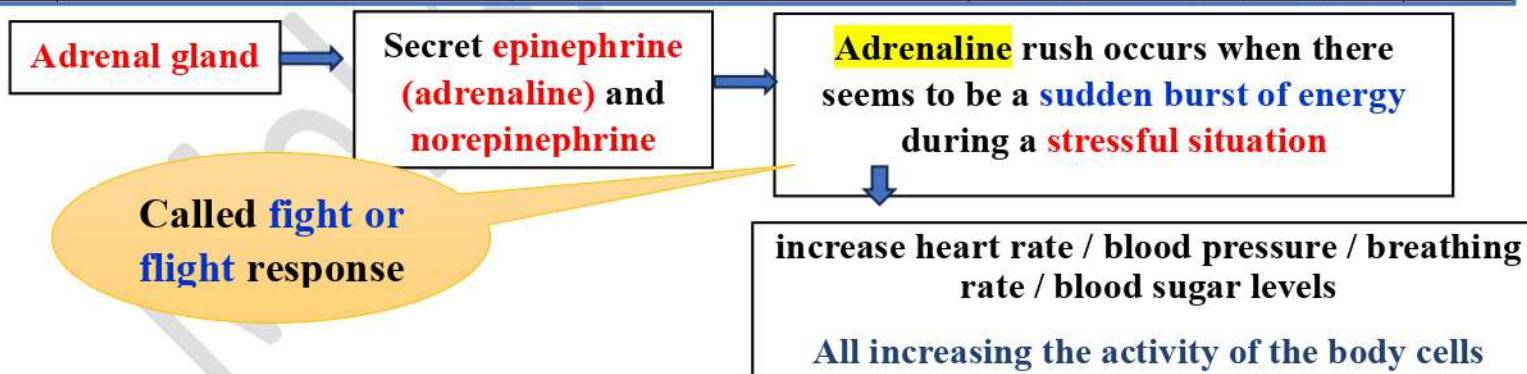 Adrenal gland
Secret epinephrine
(adrenaline) and
norepinephrine
Adrenaline rush occurs when there
seems to be a sudden burst of energy
during a stressful situation
Called fight or
flight response
increase heart rate / blood pressure / breathing
rate / blood sugar levels
All increasing the activity of the body cells